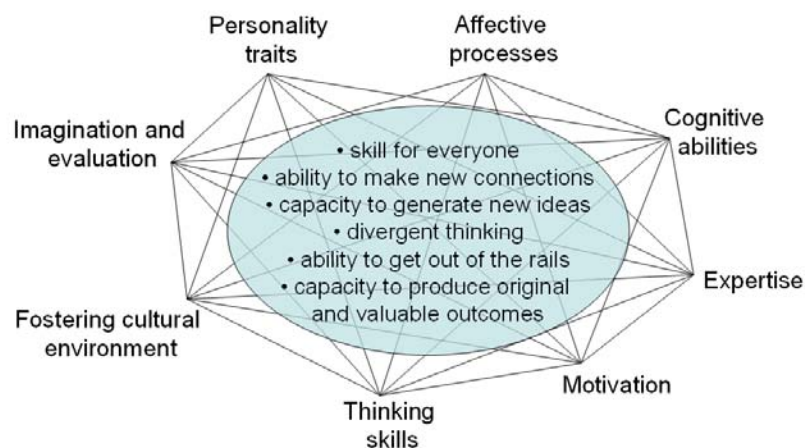 Personality
traits
Affective
processes
Imagination and
evaluation
Cognitive
abilities
• skill for everyone
• ability to make new connections
• capacity to generate new ideas
• divergent thinking
• ability to get out of the rails
• capacity to produce original
and valuable outcomes
Expertise
Fostering cultural
environment
Motivation
Thinking
skills